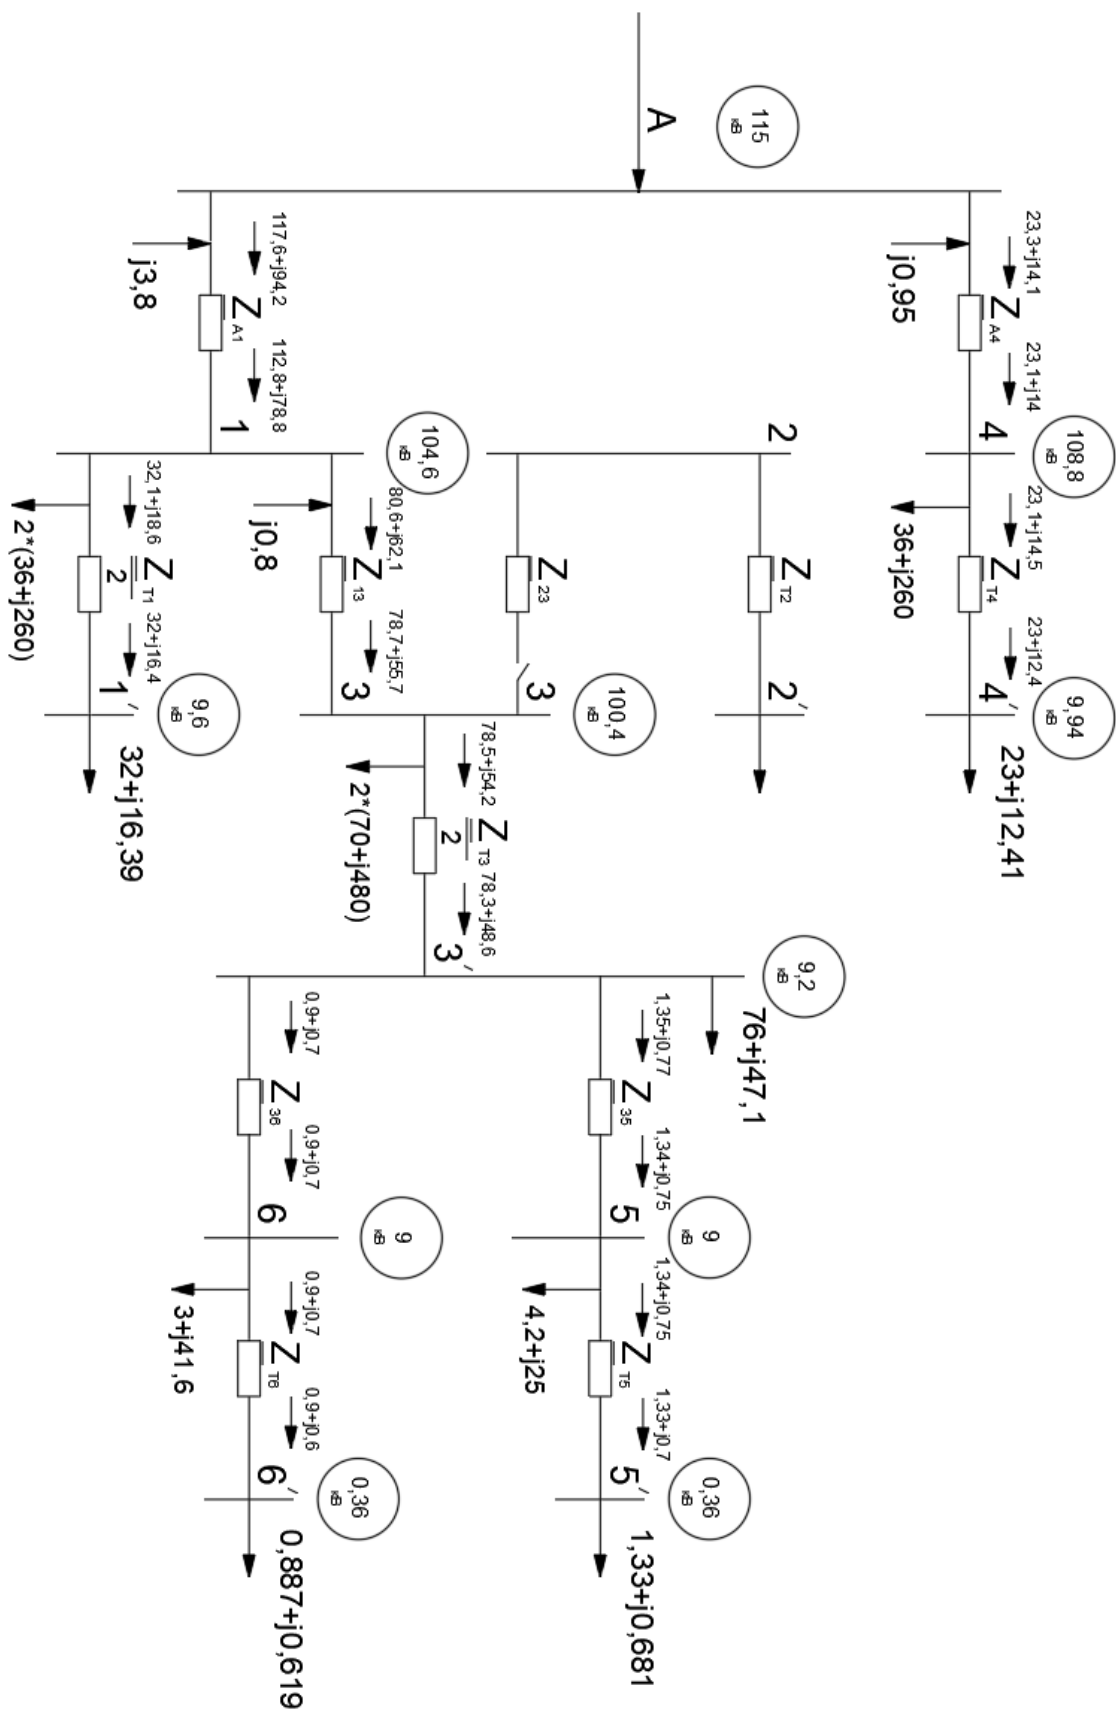 A
115
кВ
23,3+j14,1
Z A4
23,1+j14
j0,95
4
108,8
кВ
23,1+j14,5
Z T4
23+j12,4
36+j260
4′
9,94
кВ
23+j12,41
2
Z T2
2′
Z 23
3
117,6+j94,2
Z A1
112,8+j78,8
j3,8
1
104,6
кВ
80,6+j62,1
Z 13
78,7+j55,7
j0,8
3
100,4
кВ
32,1+j18,6
Z T1
2
32+j16,4
2*(36+j260)
1′
9,6
кВ
32+j16,39
78,5+j54,2
Z T3
2
78,3+j48,6
2*(70+j480)
3′
9,2
кВ
76+j47,1
1,35+j0,77
Z 35
1,34+j0,75
5
9
кВ
1,34+j0,75
Z T5
1,33+j0,7
4,2+j25
5′
0,36
кВ
1,33+j0,681
0,9+j0,7
Z 36
0,9+j0,7
6
9
кВ
0,9+j0,7
Z T6
0,9+j0,6
3+j41,6
6′
0,36
кВ
0,887+j0,619